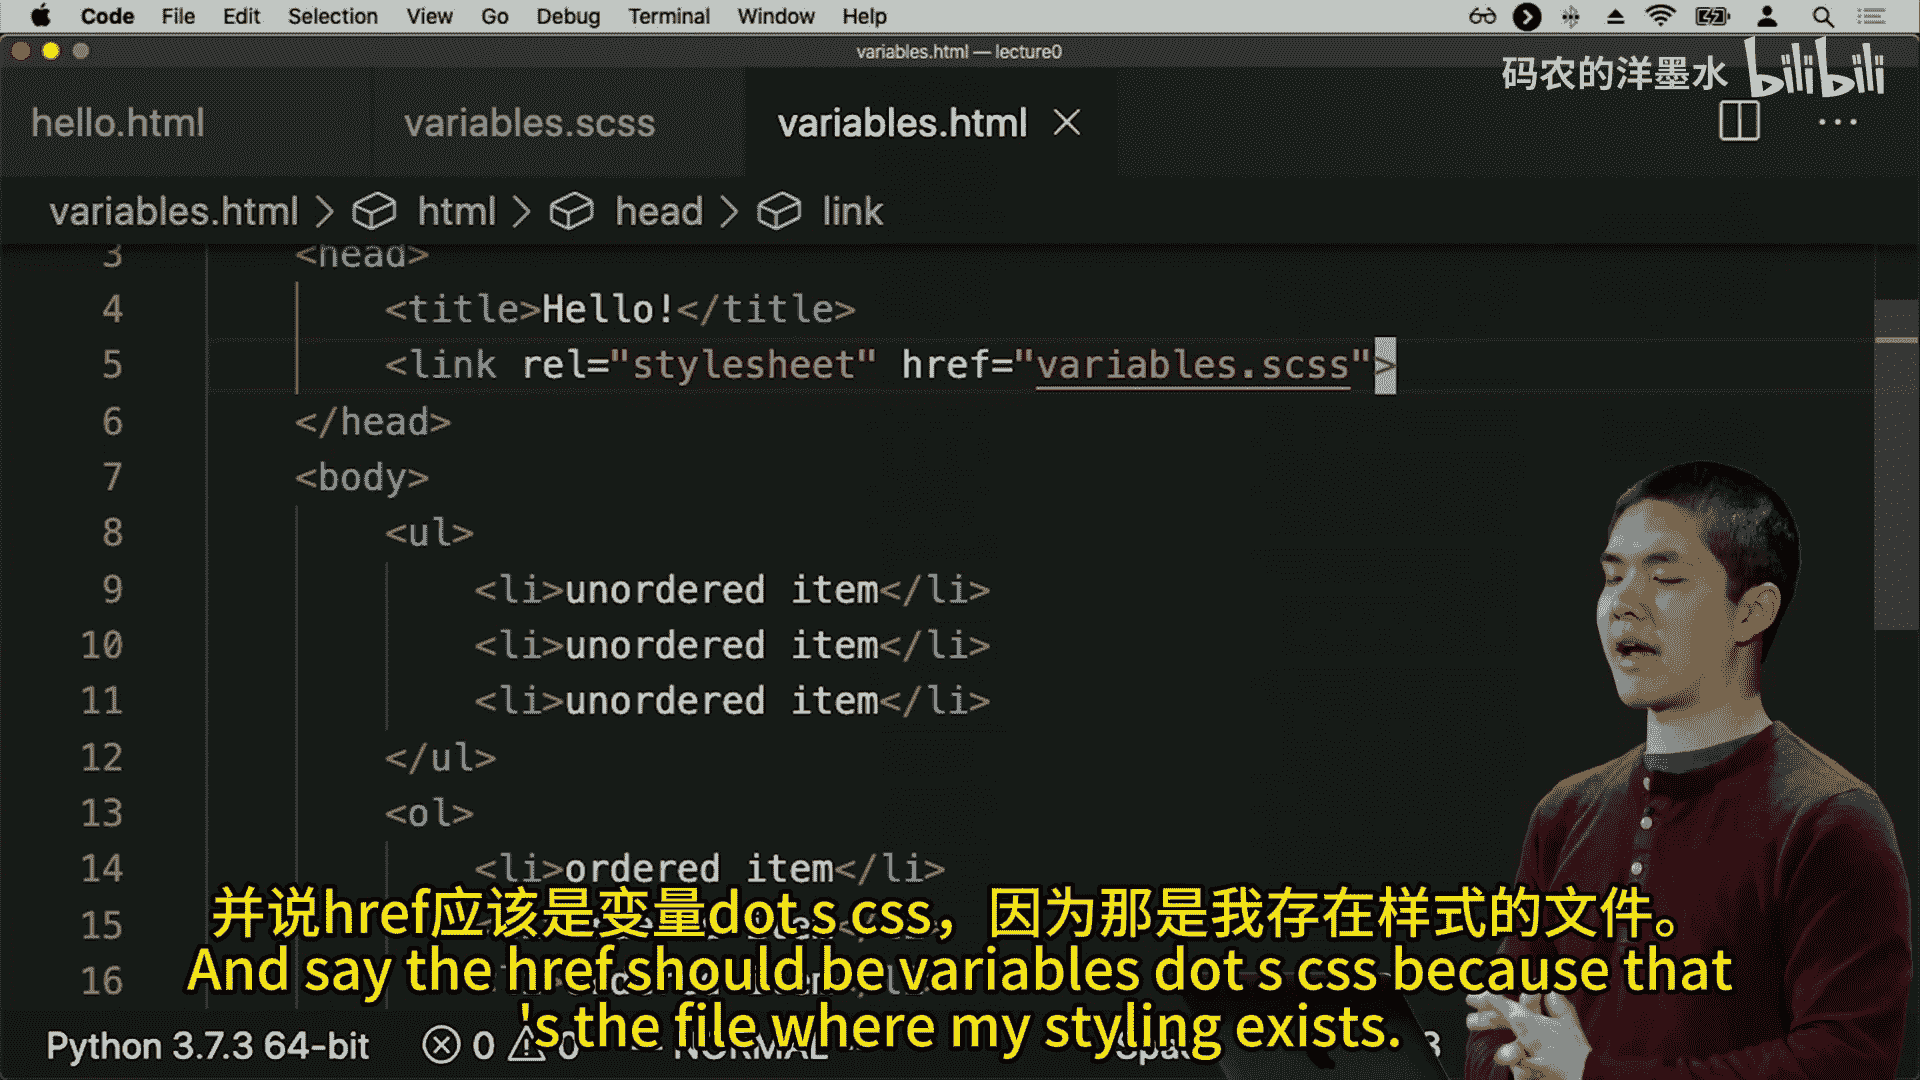 Code File Edit Selection View Go Debug Terminal Window Help
variables.html — lecture0
码农的洋墨水 bilibili
hello.html variables.scss variables.html
variables.html html head link
3 <head>
4 <title>Hello!</title>
5 <link rel="stylesheet" href="variables.scss">
6 </head>
7 <body>
8 <ul>
9 <li>unordered item</li>
10 <li>unordered item</li>
11 <li>unordered item</li>
12 </ul>
13 <ol>
14 <li>ordered item</li>
15
16
并说href应该是变量dot s css，因为那是我存在样式的文件。
And say the href should be variables dot s css because that
's the file where my styling exists.
Python 3.7.3 64-bit 0 0 -- NORMAL --